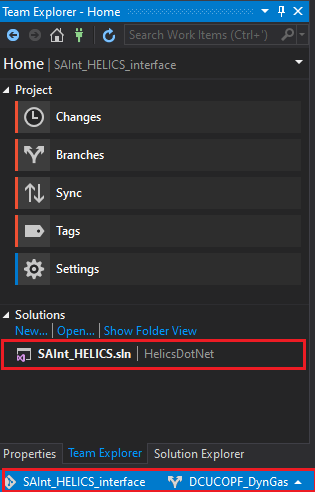 Team Explorer - Home
Search Work Items (Ctrl+')
Home | SAInt_HELICS_interface
Project
Changes
Branches
Sync
Tags
Settings
Solutions
New... | Open... | Show Folder View
SAInt_HELICS.sln | HelicsDotNet
Properties Team Explorer Solution Explorer
SAInt_HELICS_interface DCUCOPF_DynGas